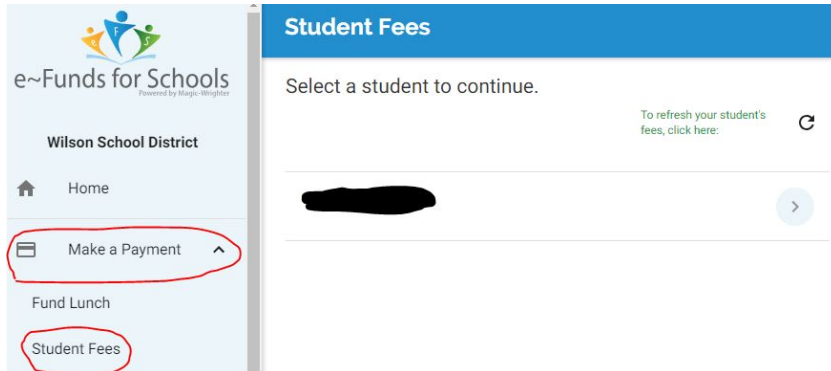 e F S
e~Funds for Schools
Powered by Magic-Wrighter
Wilson School District
Home
Make a Payment
Fund Lunch
Student Fees
Student Fees
Select a student to continue.
To refresh your student's
fees, click here: